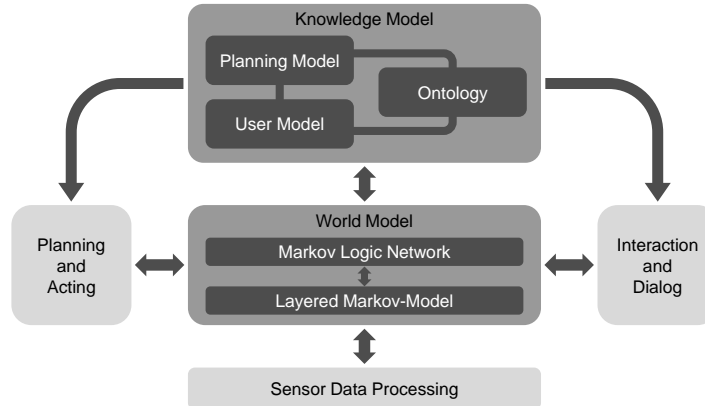 Knowledge Model
Planning Model
Ontology
User Model
World Model
Markov Logic Network
Layered Markov-Model
Planning
and
Acting
Interaction
and
Dialog
Sensor Data Processing